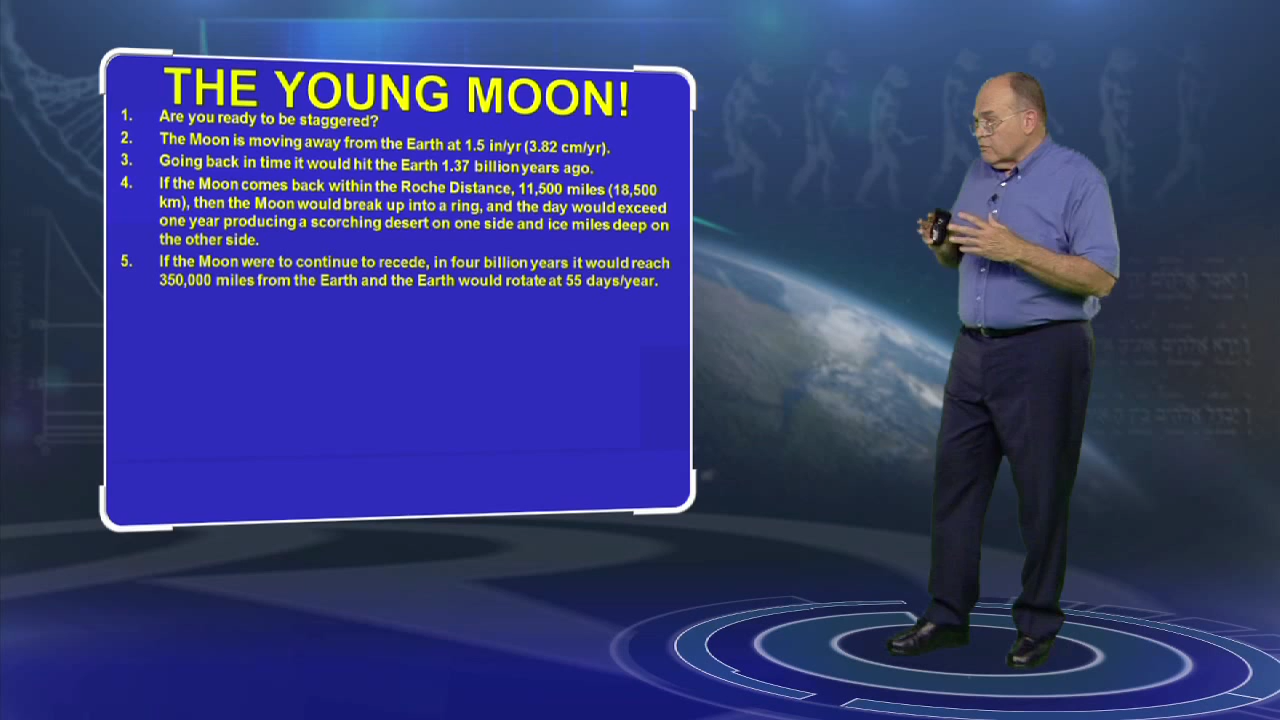 THE YOUNG MOON!
1. Are you ready to be staggered?
2. The Moon is moving away from the Earth at 1.5 in/yr (3.82 cm/yr).
3. Going back in time it would hit the Earth 1.37 billion years ago.
4. If the Moon comes back within the Roche Distance, 11,500 miles (18,500
km), then the Moon would break up into a ring, and the day would exceed
one year producing a scorching desert on one side and ice miles deep on
the other side.
5. If the Moon were to continue to recede, in four billion years it would reach
350,000 miles from the Earth and the Earth would rotate at 55 days/year.